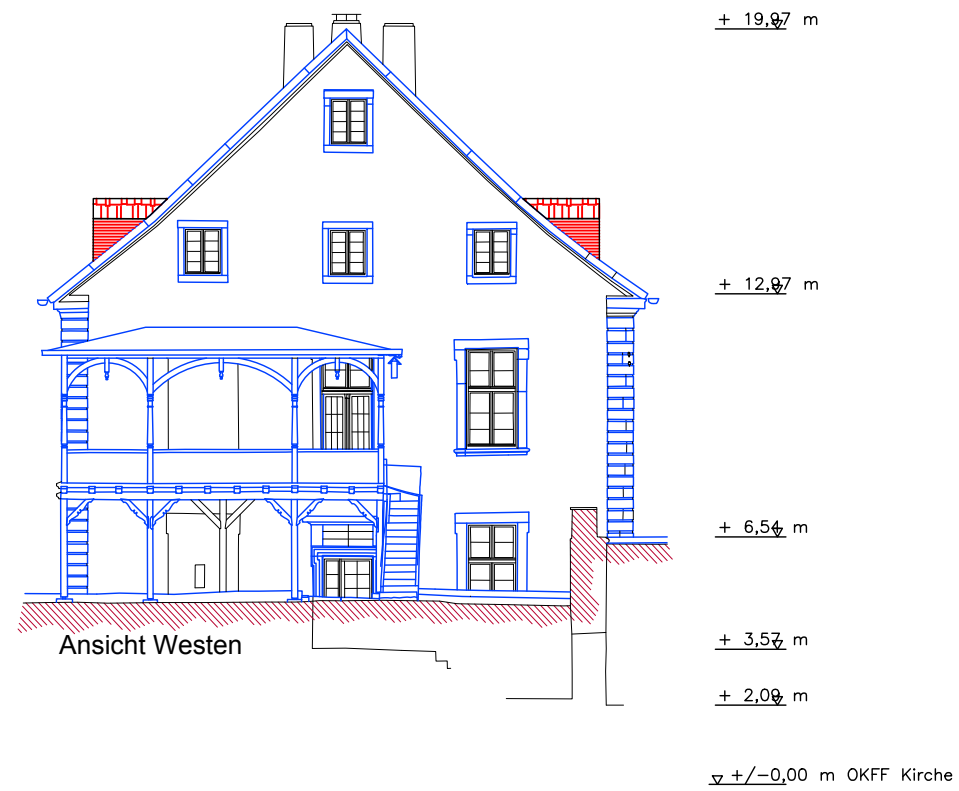 + 19,97 m
+ 12,97 m
+ 6,54 m
Ansicht Westen
+ 3,57 m
+ 2,09 m
+/-0,00 m OKFF Kirche